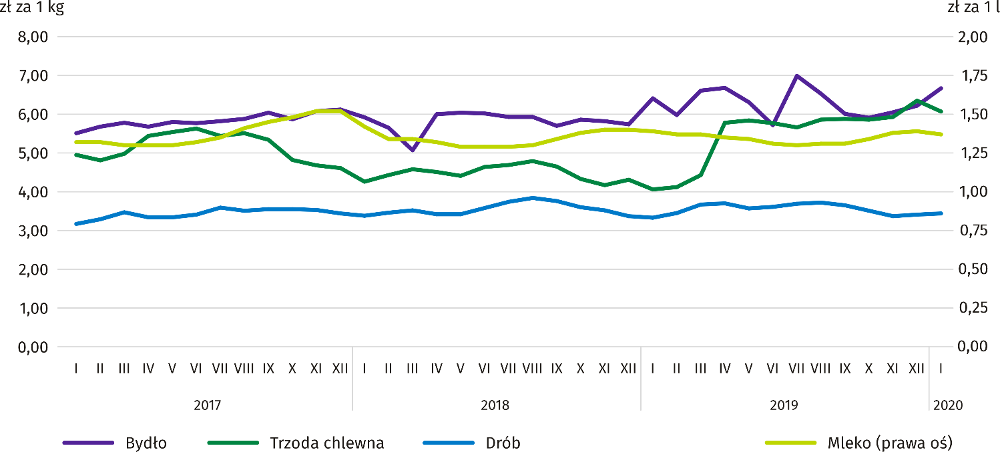 zł za 1 kg zł za 1 l
8,00 2,00
7,00 1,75
6,00 1,50
5,00 1,25
4,00 1,00
3,00 0,75
2,00 0,50
1,00 0,25
0,00 0,00
I II III IV V VI VII VIII IX X XI XII I II III IV V VI VII VIII IX X XI XII I II III IV V VI VII VIII IX X XI XII I
2017 2018 2019 2020
Bydło Trzoda chlewna Drób Mleko (prawa oś)